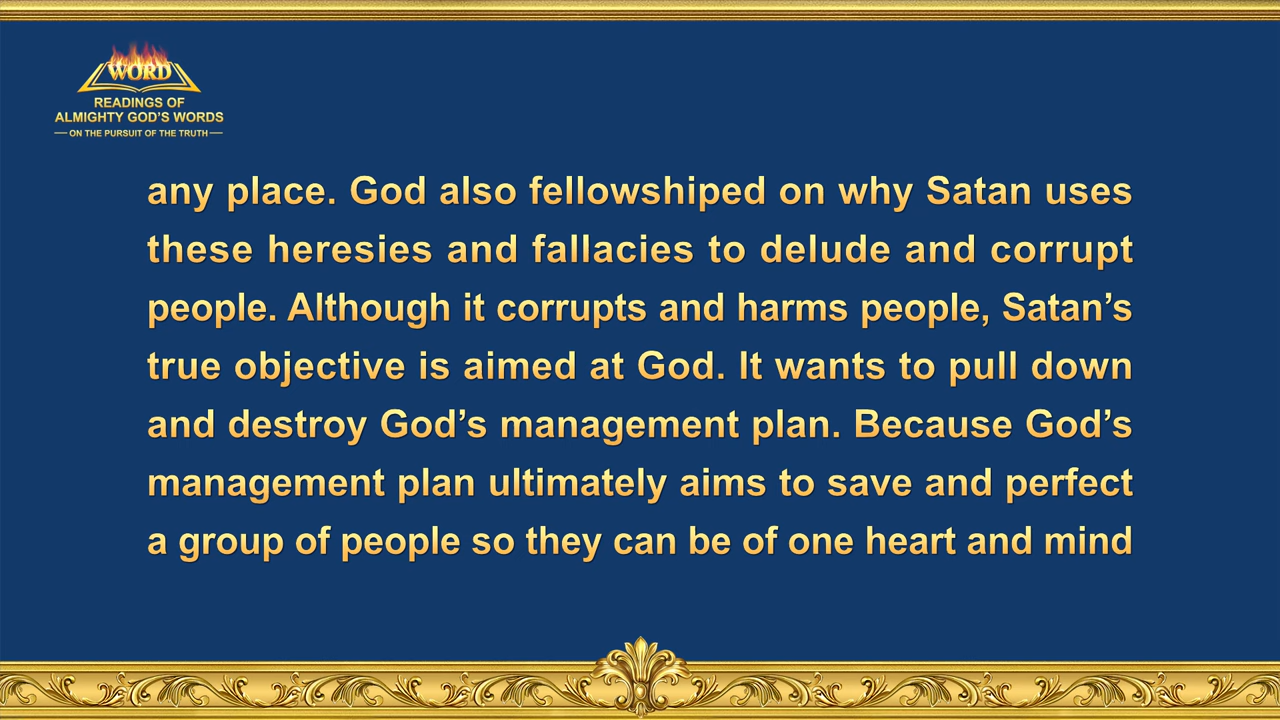 WORD
READINGS OF
ALMIGHTY GOD'S WORDS
— ON THE PURSUIT OF THE TRUTH —
any place. God also fellowshiped on why Satan uses
these heresies and fallacies to delude and corrupt
people. Although it corrupts and harms people, Satan’s
true objective is aimed at God. It wants to pull down
and destroy God’s management plan. Because God’s
management plan ultimately aims to save and perfect
a group of people so they can be of one heart and mind